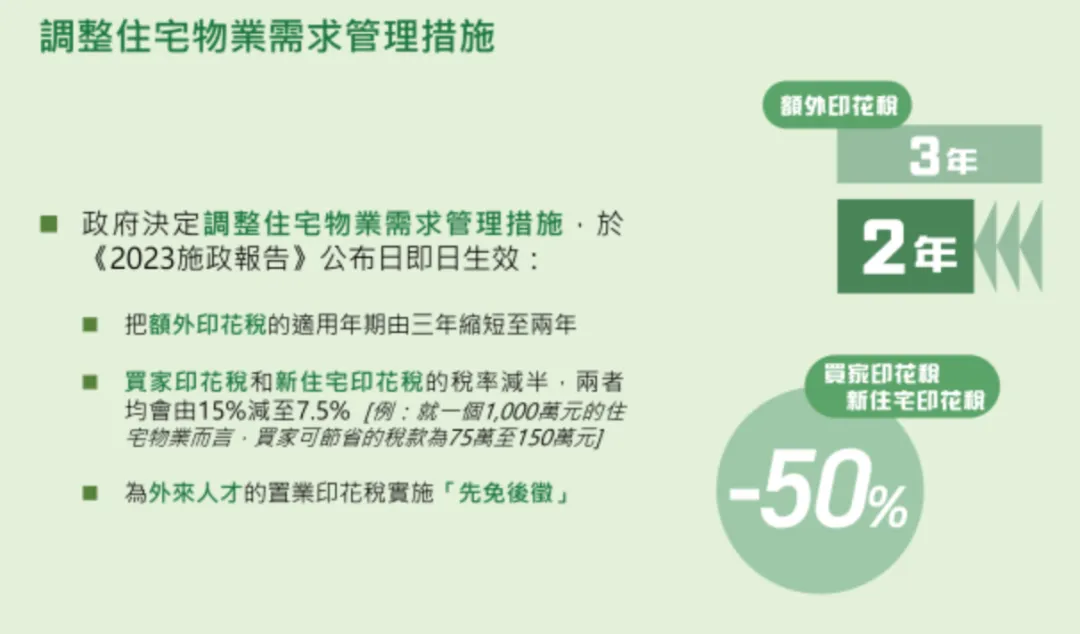 調整住宅物業需求管理措施
額外印花稅
3年
2年
政府決定調整住宅物業需求管理措施，於
《2023施政報告》公布日即日生效：
把額外印花稅的適用年期由三年縮短至兩年
買家印花稅和新住宅印花稅的稅率減半，兩者
均會由15%減至7.5% [例：就一個1,000萬元的住
宅物業而言，買家可節省的稅款為75萬至150萬元]
為外來人才的置業印花稅實施「先免後徵」
買家印花稅
新住宅印花稅
-50%